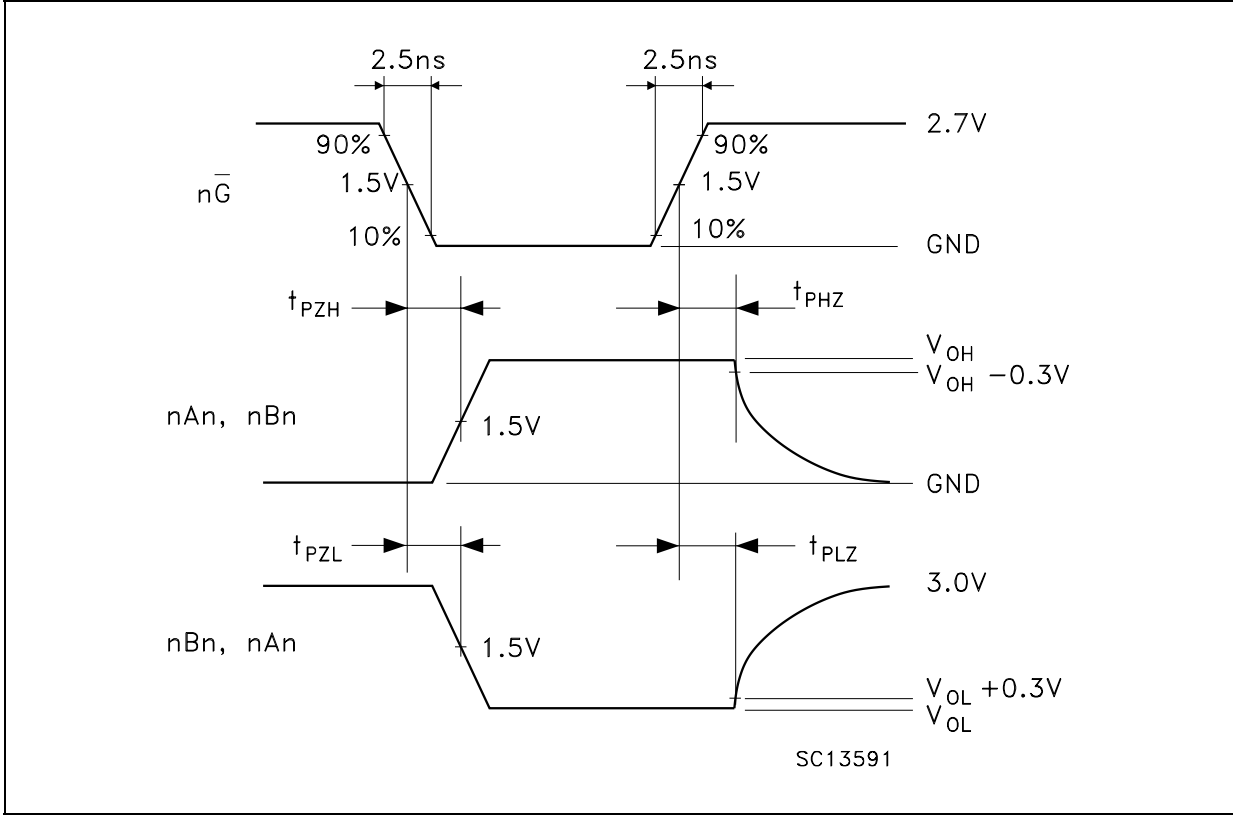 2.5ns 2.5ns
2.7V
90% 90%
nG̅ 1.5V 1.5V
10% 10%
GND
tPZH tPHZ
VOH
VOH −0.3V
nAn, nBn 1.5V
GND
tPZL tPLZ
3.0V
nBn, nAn 1.5V
VOL +0.3V
VOL
SC13591